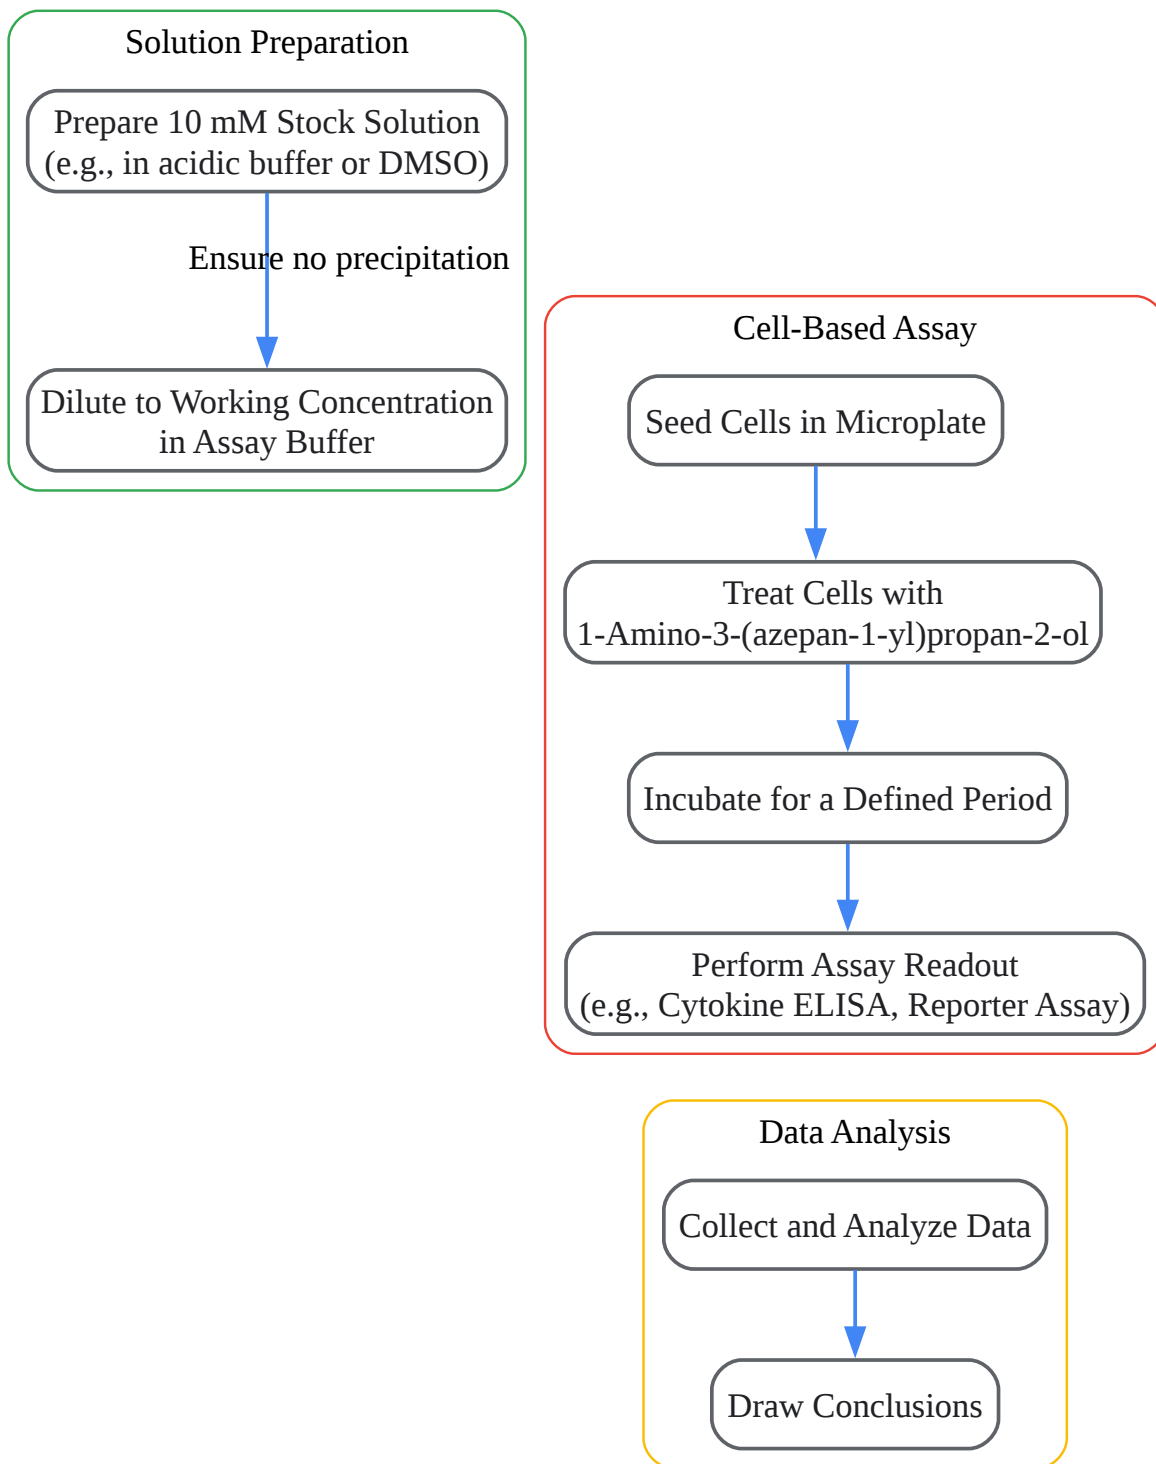 Solution Preparation
Prepare 10 mM Stock Solution
(e.g., in acidic buffer or DMSO)
Ensure no precipitation
Dilute to Working Concentration
in Assay Buffer
Cell-Based Assay
Seed Cells in Microplate
Treat Cells with
1-Amino-3-(azepan-1-yl)propan-2-ol
Incubate for a Defined Period
Perform Assay Readout
(e.g., Cytokine ELISA, Reporter Assay)
Data Analysis
Collect and Analyze Data
Draw Conclusions